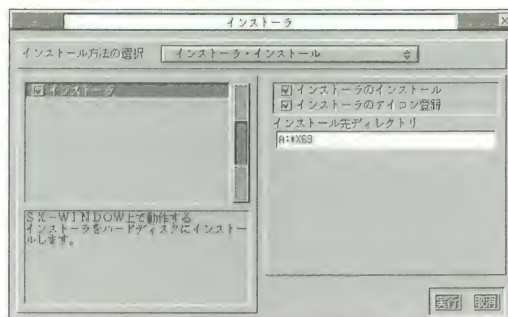 インストーラ
インストール方法の選択 インストーラ・インストール
インストーラ
インストーラのインストール
インストーラのアイコン登録
インストール先ディレクトリ
A:¥X69
SX-WINDOW上で動作する
インストーラをハードディスクにインストー
ルします。
実行 取消